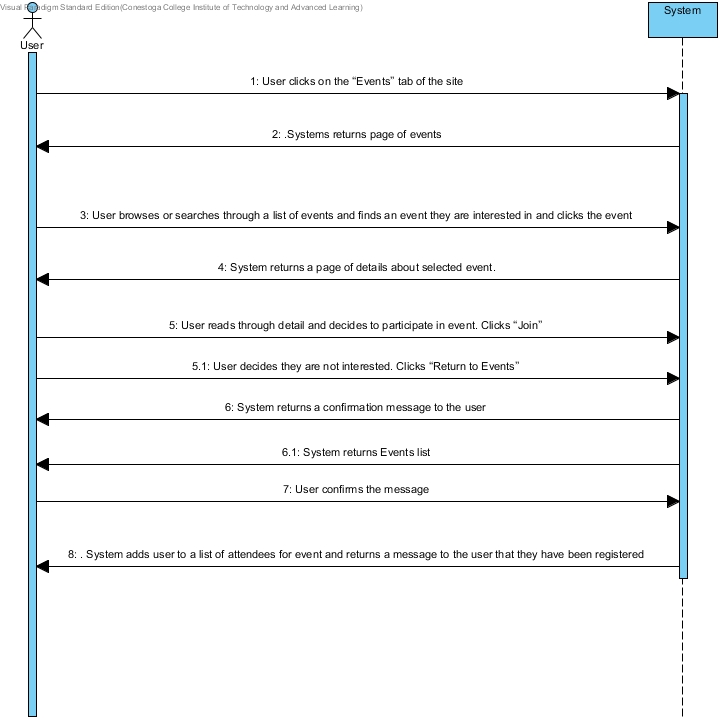 Visual Paradigm Standard Edition(Conestoga College Institute of Technology and Advanced Learning)
System
User
1: User clicks on the “Events” tab of the site
2: .Systems returns page of events
3: User browses or searches through a list of events and finds an event they are interested in and clicks the event
4: System returns a page of details about selected event.
5: User reads through detail and decides to participate in event. Clicks “Join”
5.1: User decides they are not interested. Clicks “Return to Events”
6: System returns a confirmation message to the user
6.1: System returns Events list
7: User confirms the message
8: . System adds user to a list of attendees for event and returns a message to the user that they have been registered